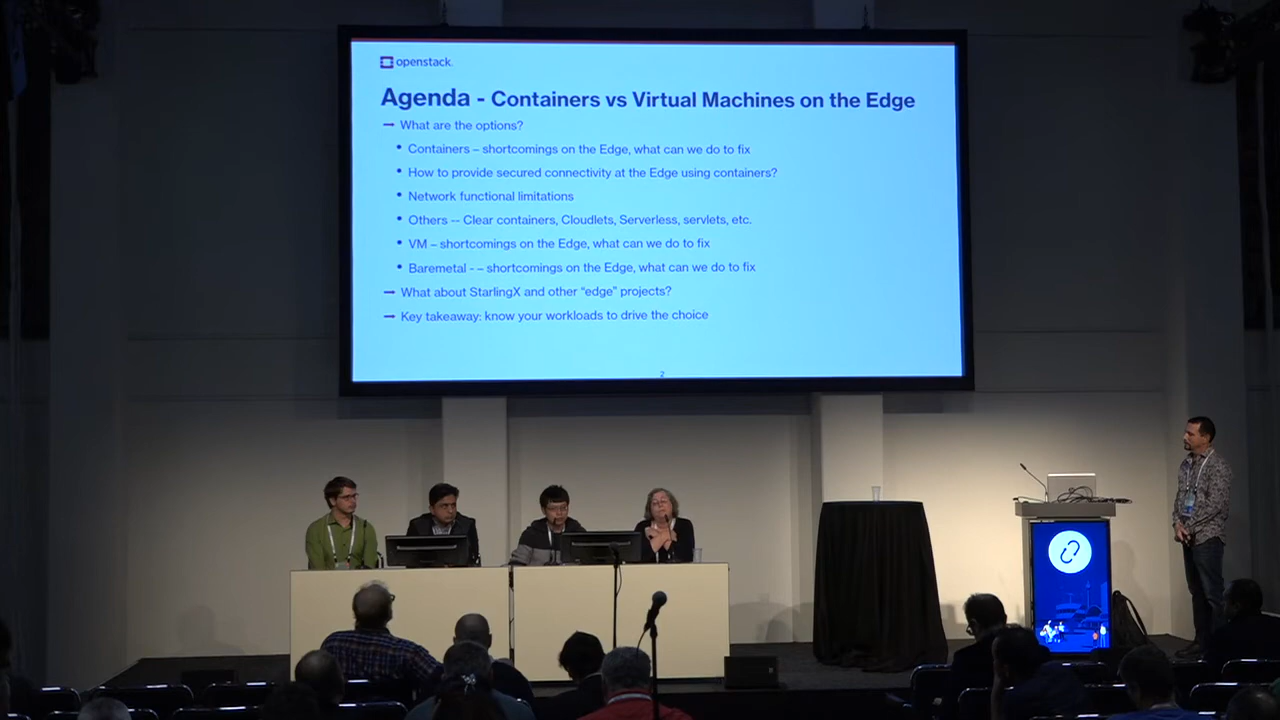 openstack.
Agenda - Containers vs Virtual Machines on the Edge
→ What are the options?
• Containers – shortcomings on the Edge, what can we do to fix
• How to provide secured connectivity at the Edge using containers?
• Network functional limitations
• Others -- Clear containers, Cloudlets, Serverless, servlets, etc.
• VM – shortcomings on the Edge, what can we do to fix
• Baremetal - – shortcomings on the Edge, what can we do to fix
→ What about StarlingX and other “edge” projects?
→ Key takeaway: know your workloads to drive the choice
2